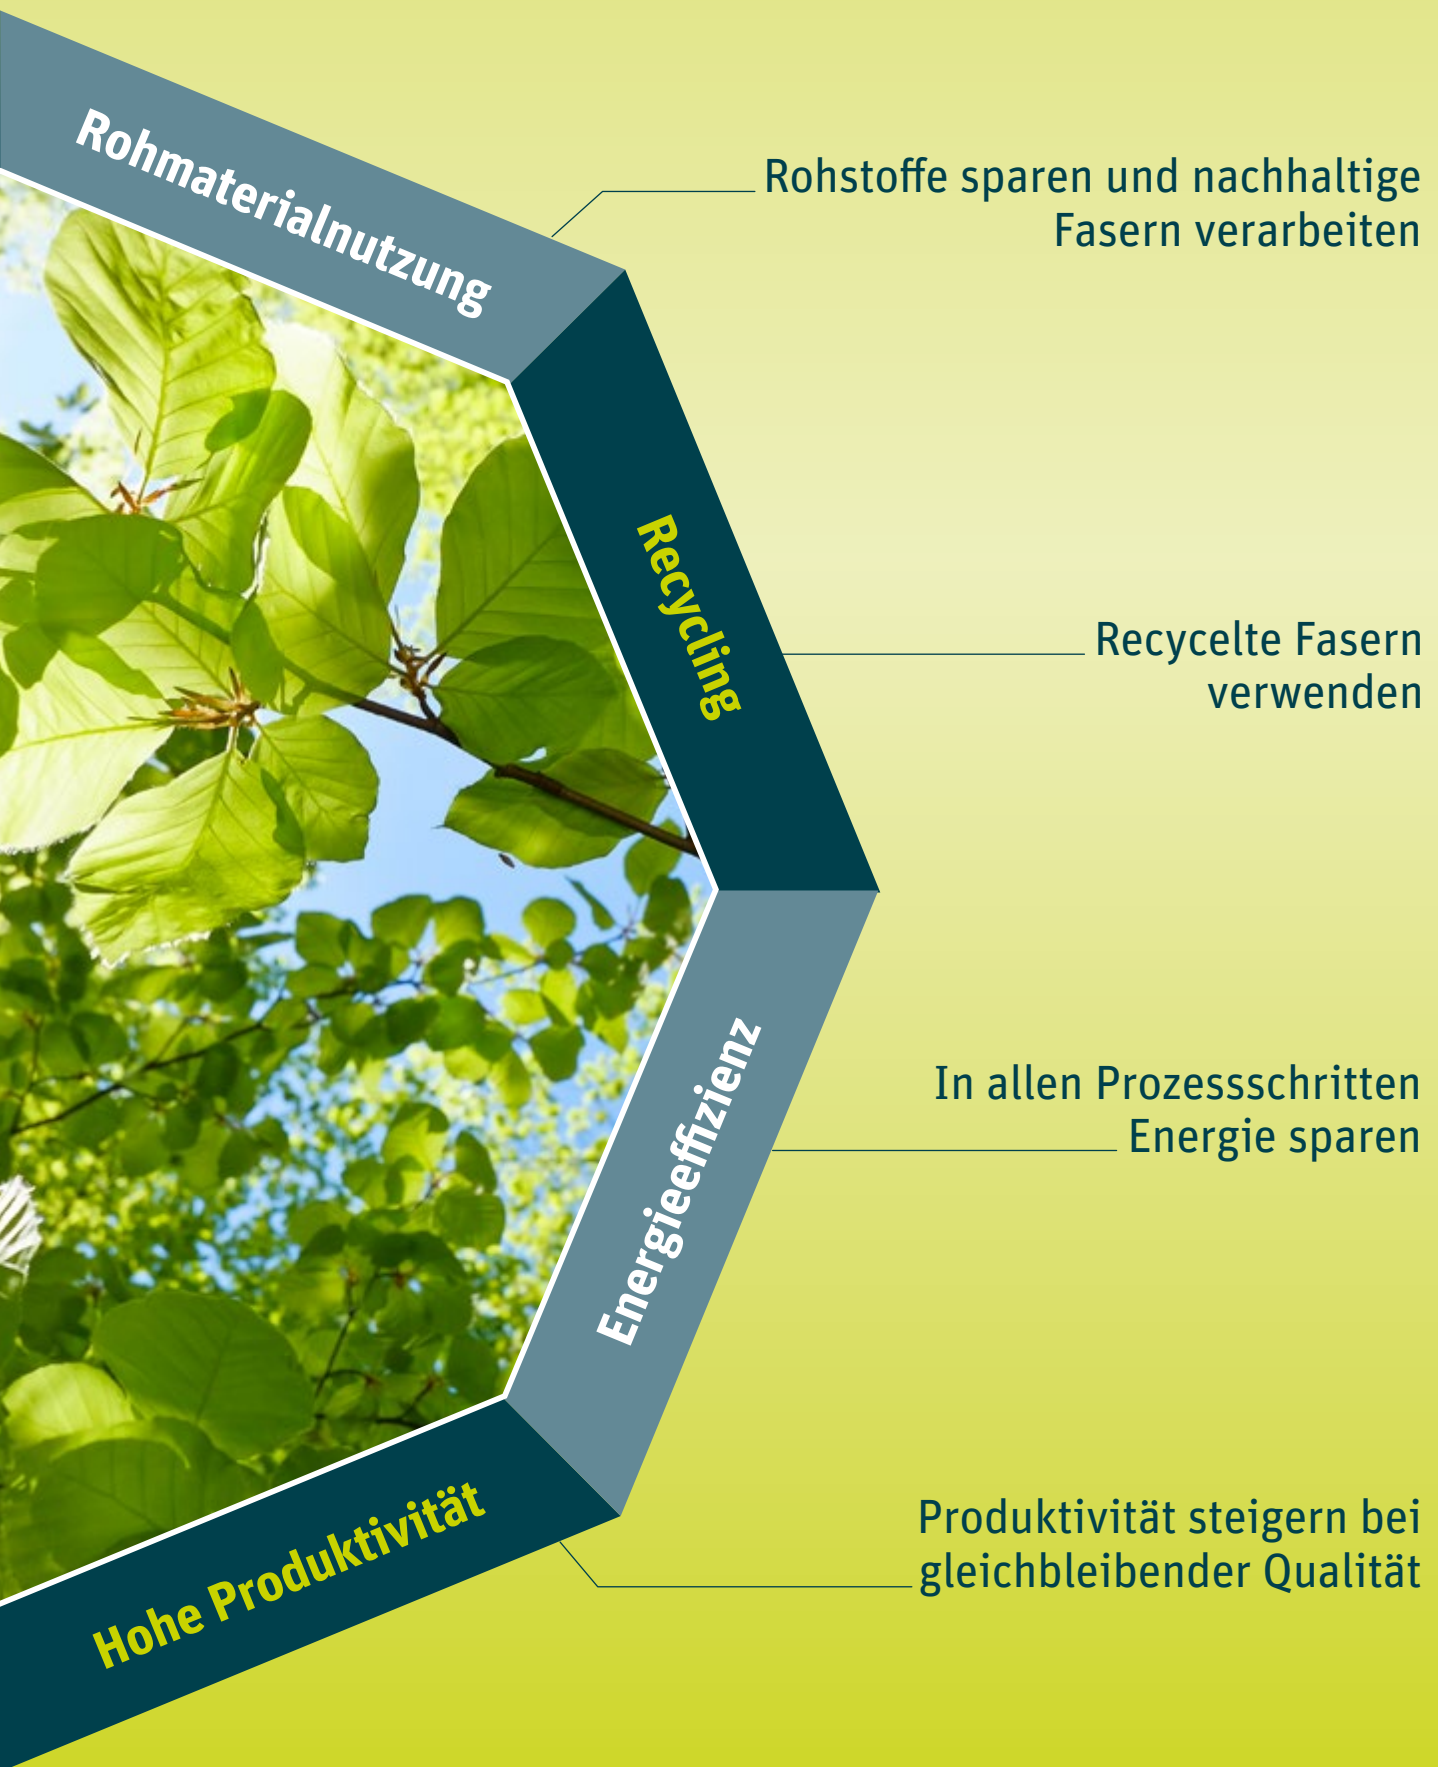 Rohmaterialnutzung
Rohstoffe sparen und nachhaltige
Fasern verarbeiten
Recycling
Recycelte Fasern
verwenden
Energieeffizienz
In allen Prozessschritten
Energie sparen
Hohe Produktivität
Produktivität steigern bei
gleichbleibender Qualität